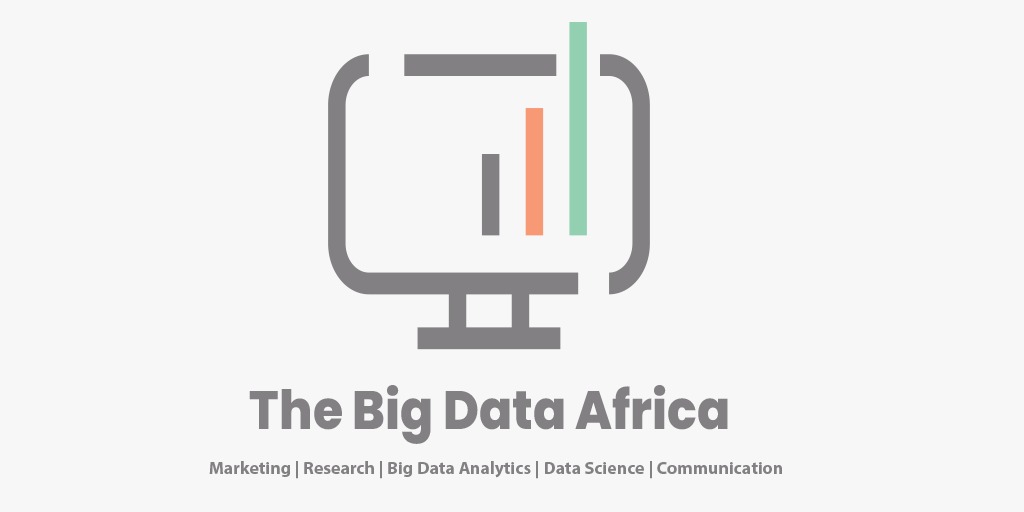 The Big Data Africa
Marketing | Research | Big Data Analytics | Data Science | Communication